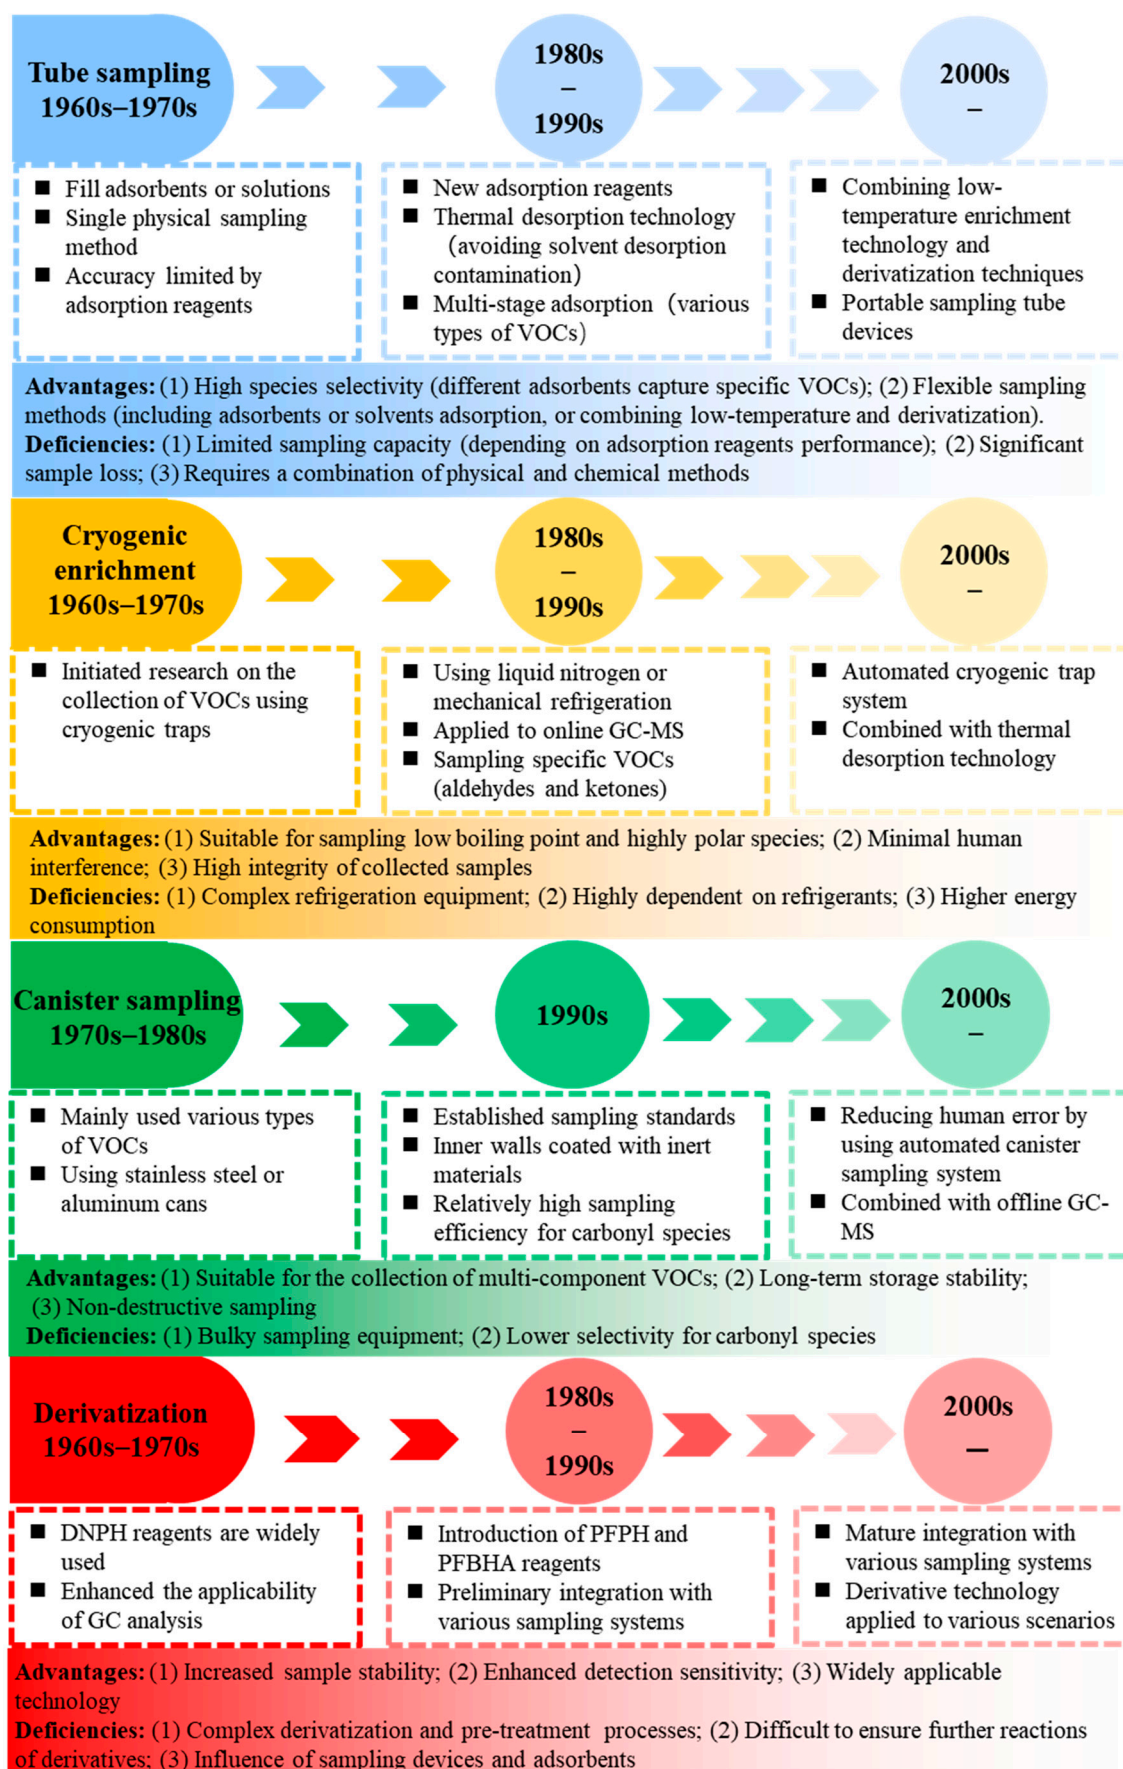 Tube sampling
1960s–1970s
1980s
–
1990s
2000s
–
■ Fill adsorbents or solutions
■ Single physical sampling
method
■ Accuracy limited by
adsorption reagents
■ New adsorption reagents
■ Thermal desorption technology
(avoiding solvent desorption
contamination)
■ Multi-stage adsorption (various
types of VOCs)
■ Combining low-
temperature enrichment
technology and
derivatization techniques
■ Portable sampling tube
devices
Advantages: (1) High species selectivity (different adsorbents capture specific VOCs); (2) Flexible sampling
methods (including adsorbents or solvents adsorption, or combining low-temperature and derivatization).
Deficiencies: (1) Limited sampling capacity (depending on adsorption reagents performance); (2) Significant
sample loss; (3) Requires a combination of physical and chemical methods
Cryogenic
enrichment
1960s–1970s
1980s
–
1990s
2000s
–
■ Initiated research on the
collection of VOCs using
cryogenic traps
■ Using liquid nitrogen or
mechanical refrigeration
■ Applied to online GC-MS
■ Sampling specific VOCs
(aldehydes and ketones)
■ Automated cryogenic trap
system
■ Combined with thermal
desorption technology
Advantages: (1) Suitable for sampling low boiling point and highly polar species; (2) Minimal human
interference; (3) High integrity of collected samples
Deficiencies: (1) Complex refrigeration equipment; (2) Highly dependent on refrigerants; (3) Higher energy
consumption
Canister sampling
1970s–1980s
1990s
2000s
–
■ Mainly used various types
of VOCs
■ Using stainless steel or
aluminum cans
■ Established sampling standards
■ Inner walls coated with inert
materials
■ Relatively high sampling
efficiency for carbonyl species
■ Reducing human error by
using automated canister
sampling system
■ Combined with offline GC-
MS
Advantages: (1) Suitable for the collection of multi-component VOCs; (2) Long-term storage stability;
(3) Non-destructive sampling
Deficiencies: (1) Bulky sampling equipment; (2) Lower selectivity for carbonyl species
Derivatization
1960s–1970s
1980s
–
1990s
2000s
—
■ DNPH reagents are widely
used
■ Enhanced the applicability
of GC analysis
■ Introduction of PFPH and
PFBHA reagents
■ Preliminary integration with
various sampling systems
■ Mature integration with
various sampling systems
■ Derivative technology
applied to various scenarios
Advantages: (1) Increased sample stability; (2) Enhanced detection sensitivity; (3) Widely applicable
technology
Deficiencies: (1) Complex derivatization and pre-treatment processes; (2) Difficult to ensure further reactions
of derivatives; (3) Influence of sampling devices and adsorbents